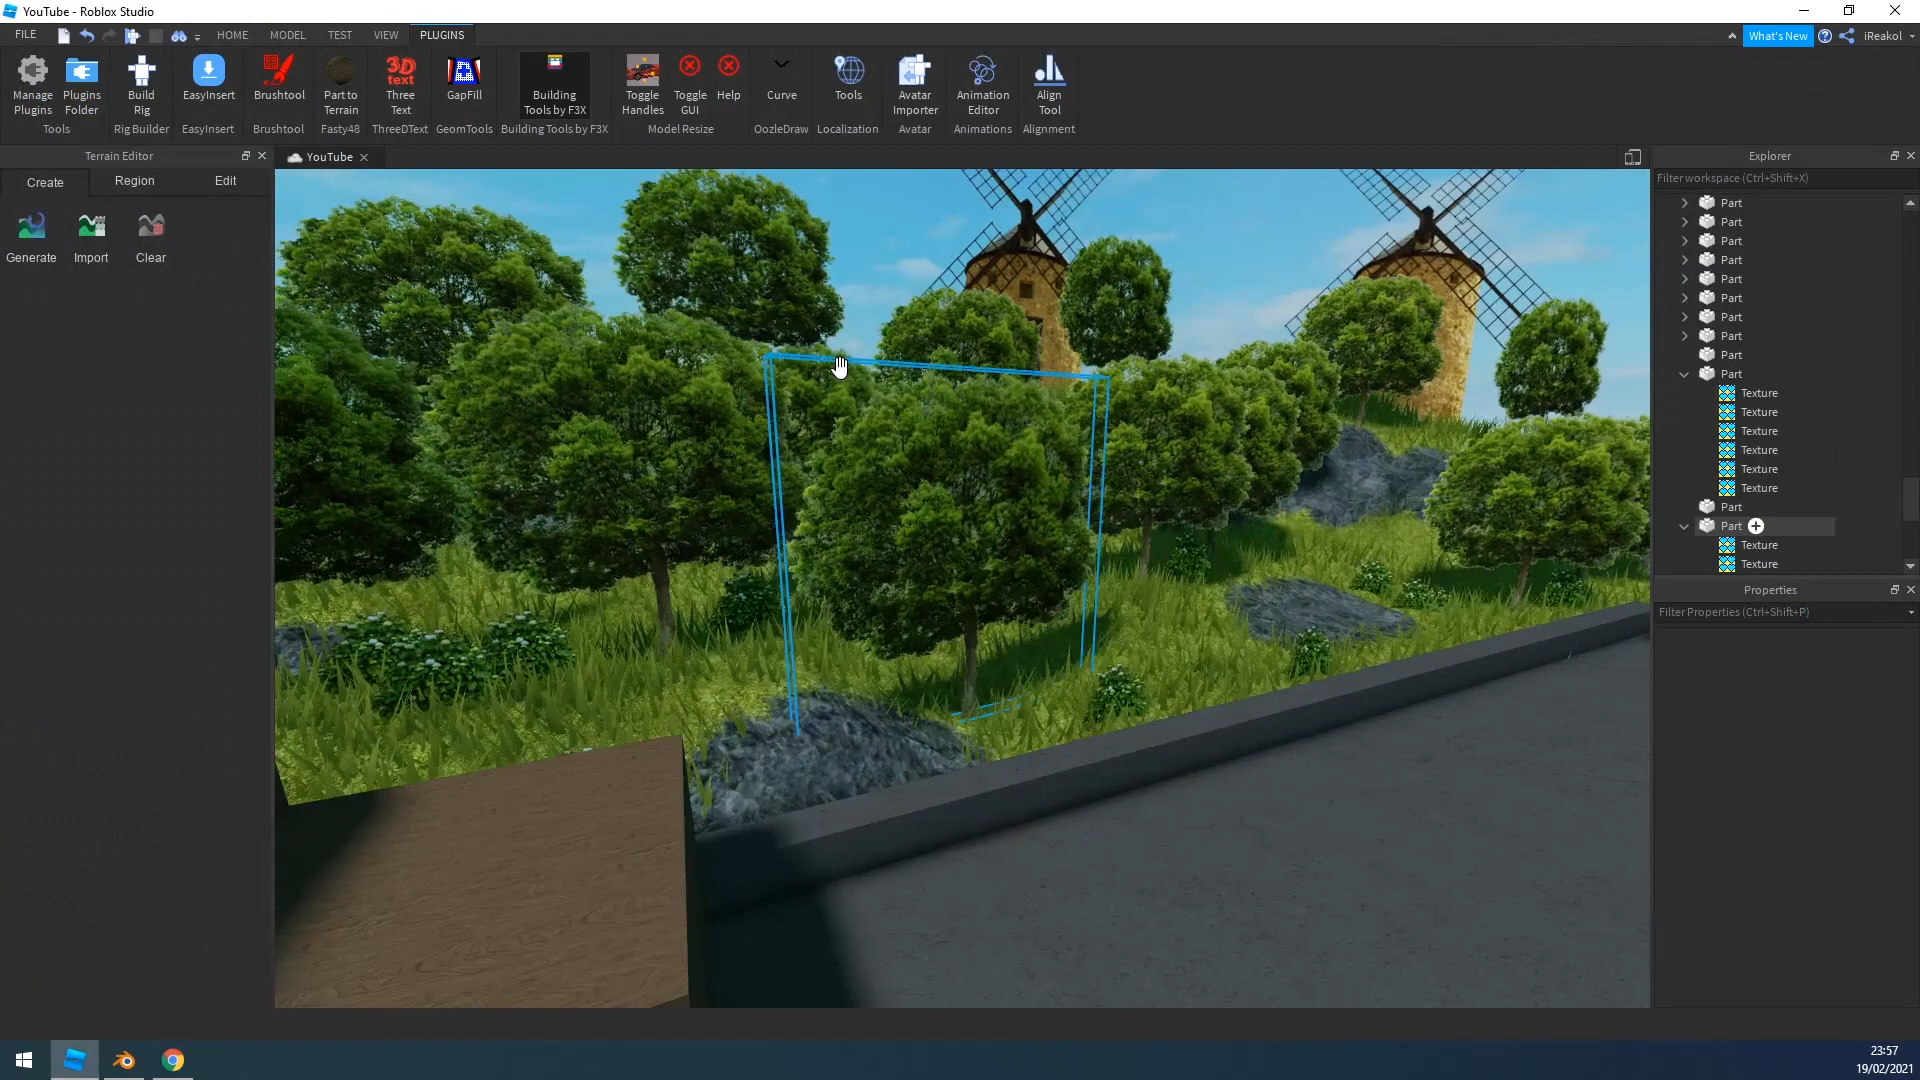 YouTube - Roblox Studio
FILE HOME MODEL TEST VIEW PLUGINS What's New iReakol
Manage Plugins
Plugins Folder
Tools
Build Rig
Rig Builder
EasyInsert
EasyInsert
Brushtool
Brushtool
Part to Terrain
Fasty48
3D text
Three Text
ThreeDText
GapFill
GeomTools
Building Tools by F3X
Building Tools by F3X
Toggle Handles
Toggle GUI
Help
Model Resize
Curve
OozleDraw
Tools
Localization
Avatar Importer
Avatar
Animation Editor
Animations
Align Tool
Alignment
Terrain Editor
Create Region Edit
Generate Import Clear
YouTube
Explorer
Filter workspace (Ctrl+Shift+X)
Part
Part
Part
Part
Part
Part
Part
Part
Part
Part
Texture
Texture
Texture
Texture
Texture
Texture
Part
Part
Texture
Texture
Properties
Filter Properties (Ctrl+Shift+P)
23:57
19/02/2021